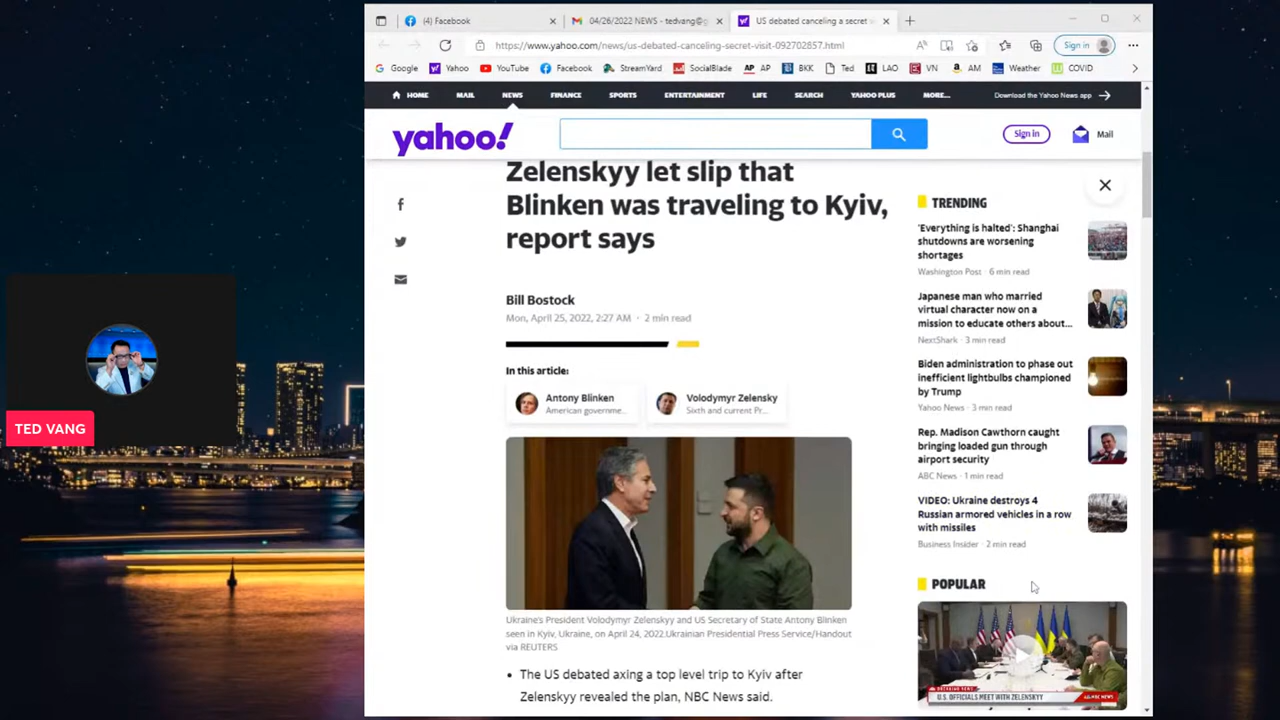 (4) Facebook
04/26/2022 NEWS - tedvang@g
US debated canceling a secret
https://www.yahoo.com/news/us-debated-canceling-secret-visit-092702857.html
Sign in
Google
Yahoo
YouTube
Facebook
StreamYard
SocialBlade
AP
AP
BKK
Ted
LAO
VN
AM
Weather
COVID
HOME
MAIL
NEWS
FINANCE
SPORTS
ENTERTAINMENT
LIFE
SEARCH
YAHOO PLUS
MORE...
Download the Yahoo News app
yahoo!
Sign in
Mail
Zelenskyy let slip that
Blinken was traveling to Kyiv,
report says
Bill Bostock
Mon, April 25, 2022, 2:27 AM · 2 min read
In this article:
Antony Blinken
American governme...
Volodymyr Zelensky
Sixth and current Pr...
Ukraine's President Volodymyr Zelenskyy and US Secretary of State Antony Blinken
seen in Kyiv, Ukraine, on April 24, 2022.Ukrainian Presidential Press Service/Handout
via REUTERS
• The US debated axing a top level trip to Kyiv after
Zelenskyy revealed the plan, NBC News said.
TRENDING
'Everything is halted': Shanghai
shutdowns are worsening
shortages
Washington Post · 6 min read
Japanese man who married
virtual character now on a
mission to educate others about...
NextShark · 3 min read
Biden administration to phase out
inefficient lightbulbs championed
by Trump
Yahoo News · 3 min read
Rep. Madison Cawthorn caught
bringing loaded gun through
airport security
ABC News · 1 min read
VIDEO: Ukraine destroys 4
Russian armored vehicles in a row
with missiles
Business Insider · 2 min read
POPULAR
U.S. OFFICIALS MEET WITH ZELENSKYY
NBC NEWS
TED VANG